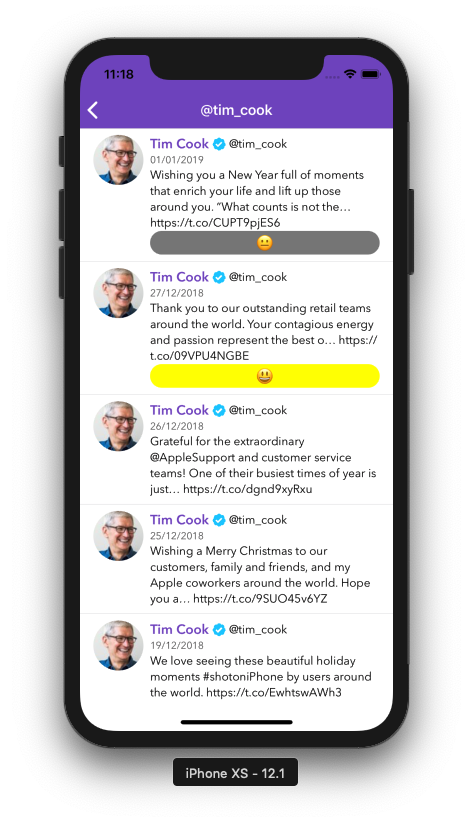 11:18
@tim_cook
Tim Cook @tim_cook
01/01/2019
Wishing you a New Year full of moments
that enrich your life and lift up those
around you. “What counts is not the…
https://t.co/CUPT9pjES6
Tim Cook @tim_cook
27/12/2018
Thank you to our outstanding retail teams
around the world. Your contagious energy
and passion represent the best o… https://
t.co/09VPU4NGBE
Tim Cook @tim_cook
26/12/2018
Grateful for the extraordinary
@AppleSupport and customer service
teams! One of their busiest times of year is
just… https://t.co/dgnd9xyRxu
Tim Cook @tim_cook
25/12/2018
Wishing a Merry Christmas to our
customers, family and friends, and my
Apple coworkers around the world. Hope
you a… https://t.co/9SUO45v6YZ
Tim Cook @tim_cook
19/12/2018
We love seeing these beautiful holiday
moments #shotoniPhone by users around
the world. https://t.co/EwhtswAWh3
iPhone XS - 12.1